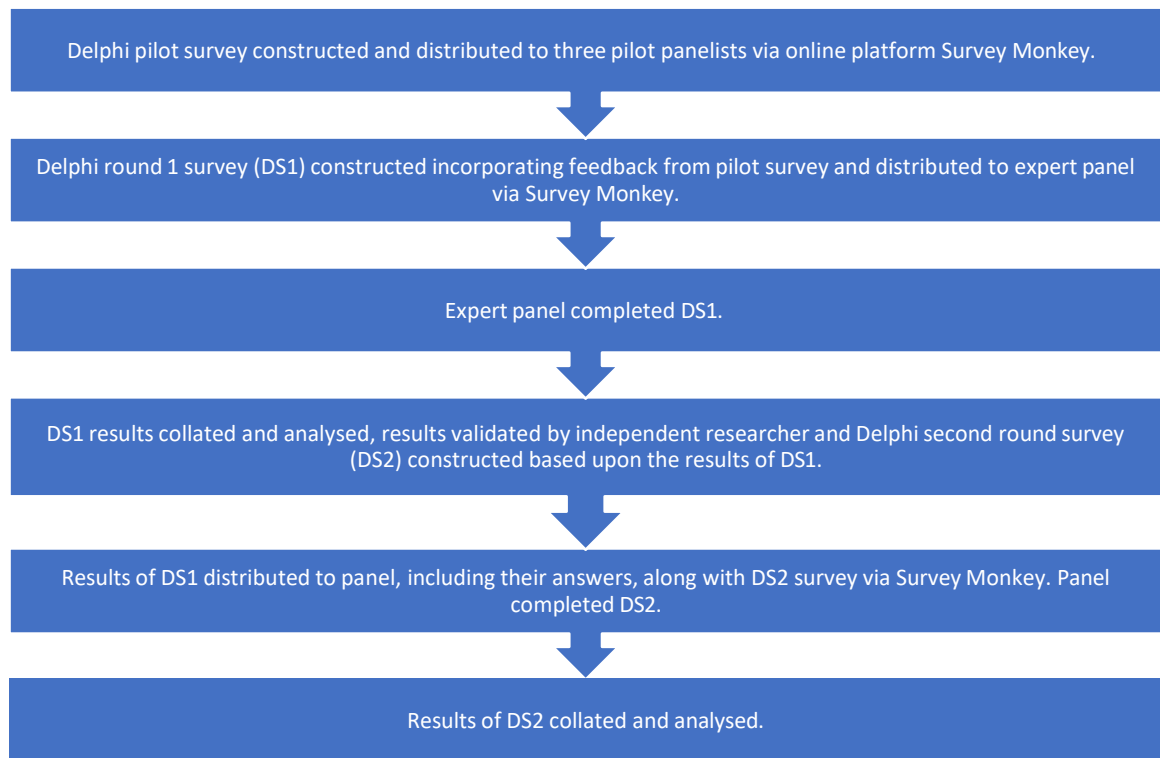 Delphi pilot survey constructed and distributed to three pilot panelists via online platform Survey Monkey.
Delphi round 1 survey (DS1) constructed incorporating feedback from pilot survey and distributed to expert panel
via Survey Monkey.
Expert panel completed DS1.
DS1 results collated and analysed, results validated by independent researcher and Delphi second round survey
(DS2) constructed based upon the results of DS1.
Results of DS1 distributed to panel, including their answers, along with DS2 survey via Survey Monkey. Panel
completed DS2.
Results of DS2 collated and analysed.